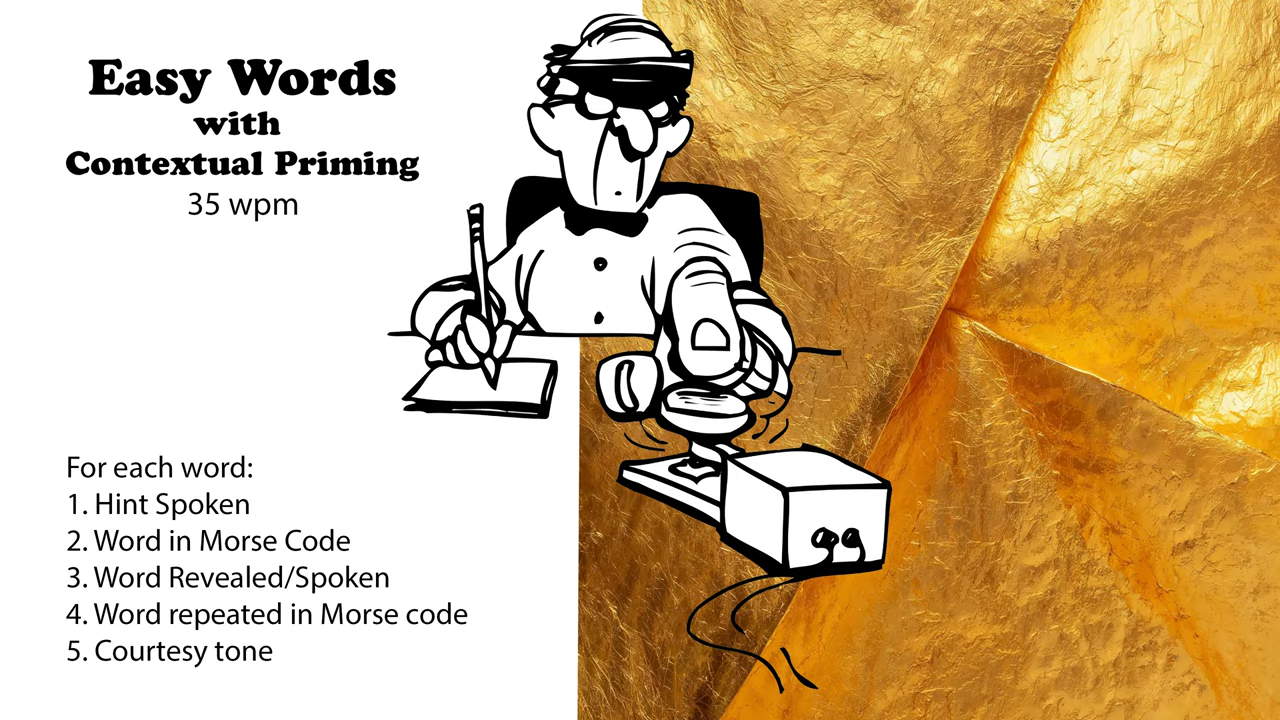 Easy Words
with
Contextual Priming
35 wpm
For each word:
1. Hint Spoken
2. Word in Morse Code
3. Word Revealed/Spoken
4. Word repeated in Morse code
5. Courtesy tone